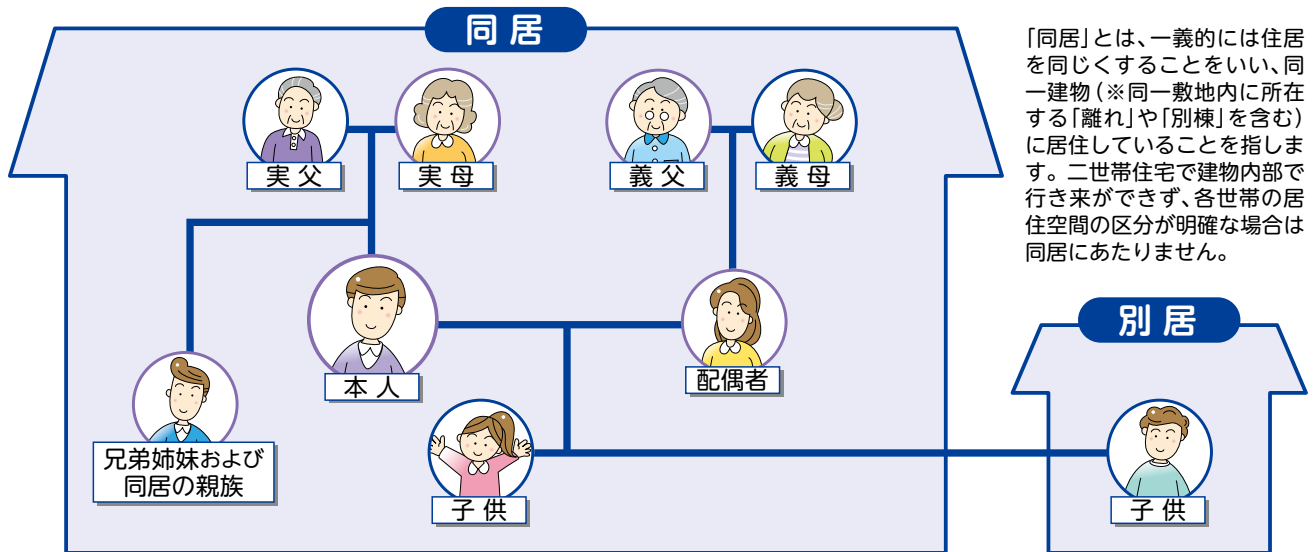 同居
「同居」とは、一義的には住居
を同じくすることをいい、同
一建物(※同一敷地内に所在
する「離れ」や「別棟」を含む)
に居住していることを指しま
す。二世帯住宅で建物内部で
行き来ができず、各世帯の居
住空間の区分が明確な場合は
同居にあたりません。
実父
実母
義父
義母
本人
配偶者
兄弟姉妹および
同居の親族
子供
別居
子供